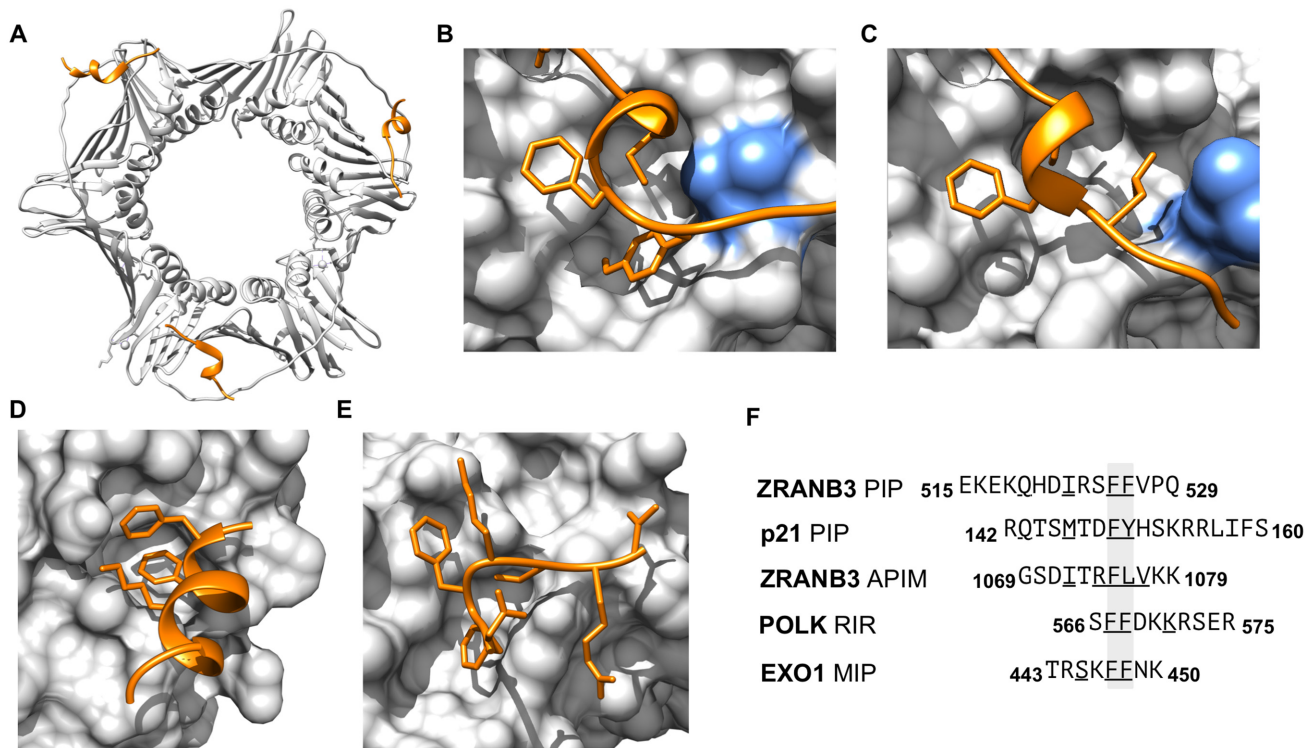 A
B
C
D
E
F
ZRANB3 PIP 515 EKEKQHDIRSFFVPQ 529
p21 PIP 142 RQTSMTDFYHSKRRLIFS 160
ZRANB3 APIM 1069 GSDITRFLVKK 1079
POLK RIR 566 SFFDKKRSER 575
EXO1 MIP 443 TRSKFFNK 450